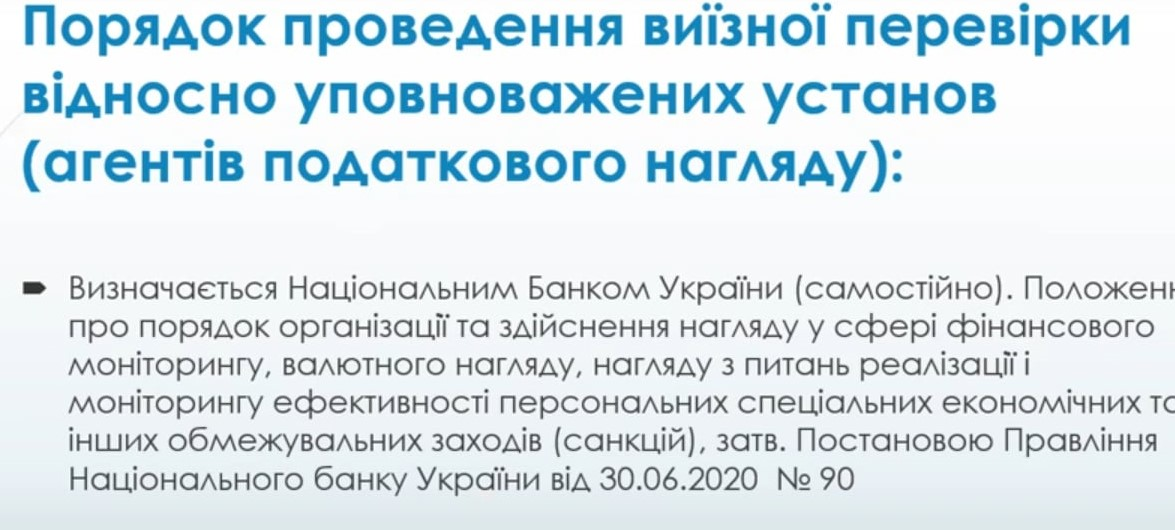 Порядок проведення виїзної перевірки
відносно уповноважених установ
(агентів податкового нагляду):
Визначається Національним Банком України (самостійно).
про порядок організації та здійснення нагляду у сфері фінансового
моніторингу, валютного нагляду, нагляду з питань реалізації і
моніторингу ефективності персональних спеціальних економічних
інших обмежувальних заходів (санкцій), затв. Постановою Правління
Національного банку України від 30.06.2020 № 90